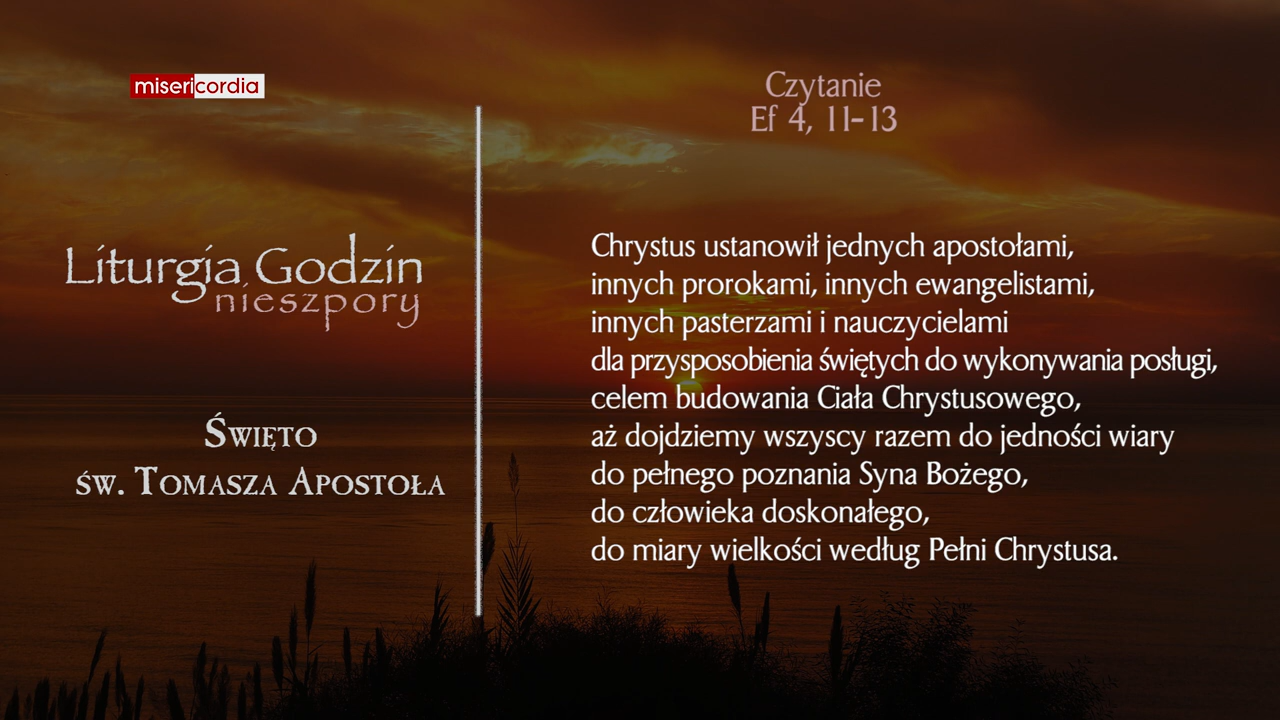 misericordia
Liturgia Godzin
nieszpory
Święto
św. Tomasza Apostoła
Czytanie
Ef 4, 11-13
Chrystus ustanowił jednych apostołami,
innych prorokami, innych ewangelistami,
innych pasterzami i nauczycielami
dla przysposobienia świętych do wykonywania posługi,
celem budowania Ciała Chrystusowego,
aż dojdziemy wszyscy razem do jedności wiary
do pełnego poznania Syna Bożego,
do człowieka doskonałego,
do miary wielkości według Pełni Chrystusa.